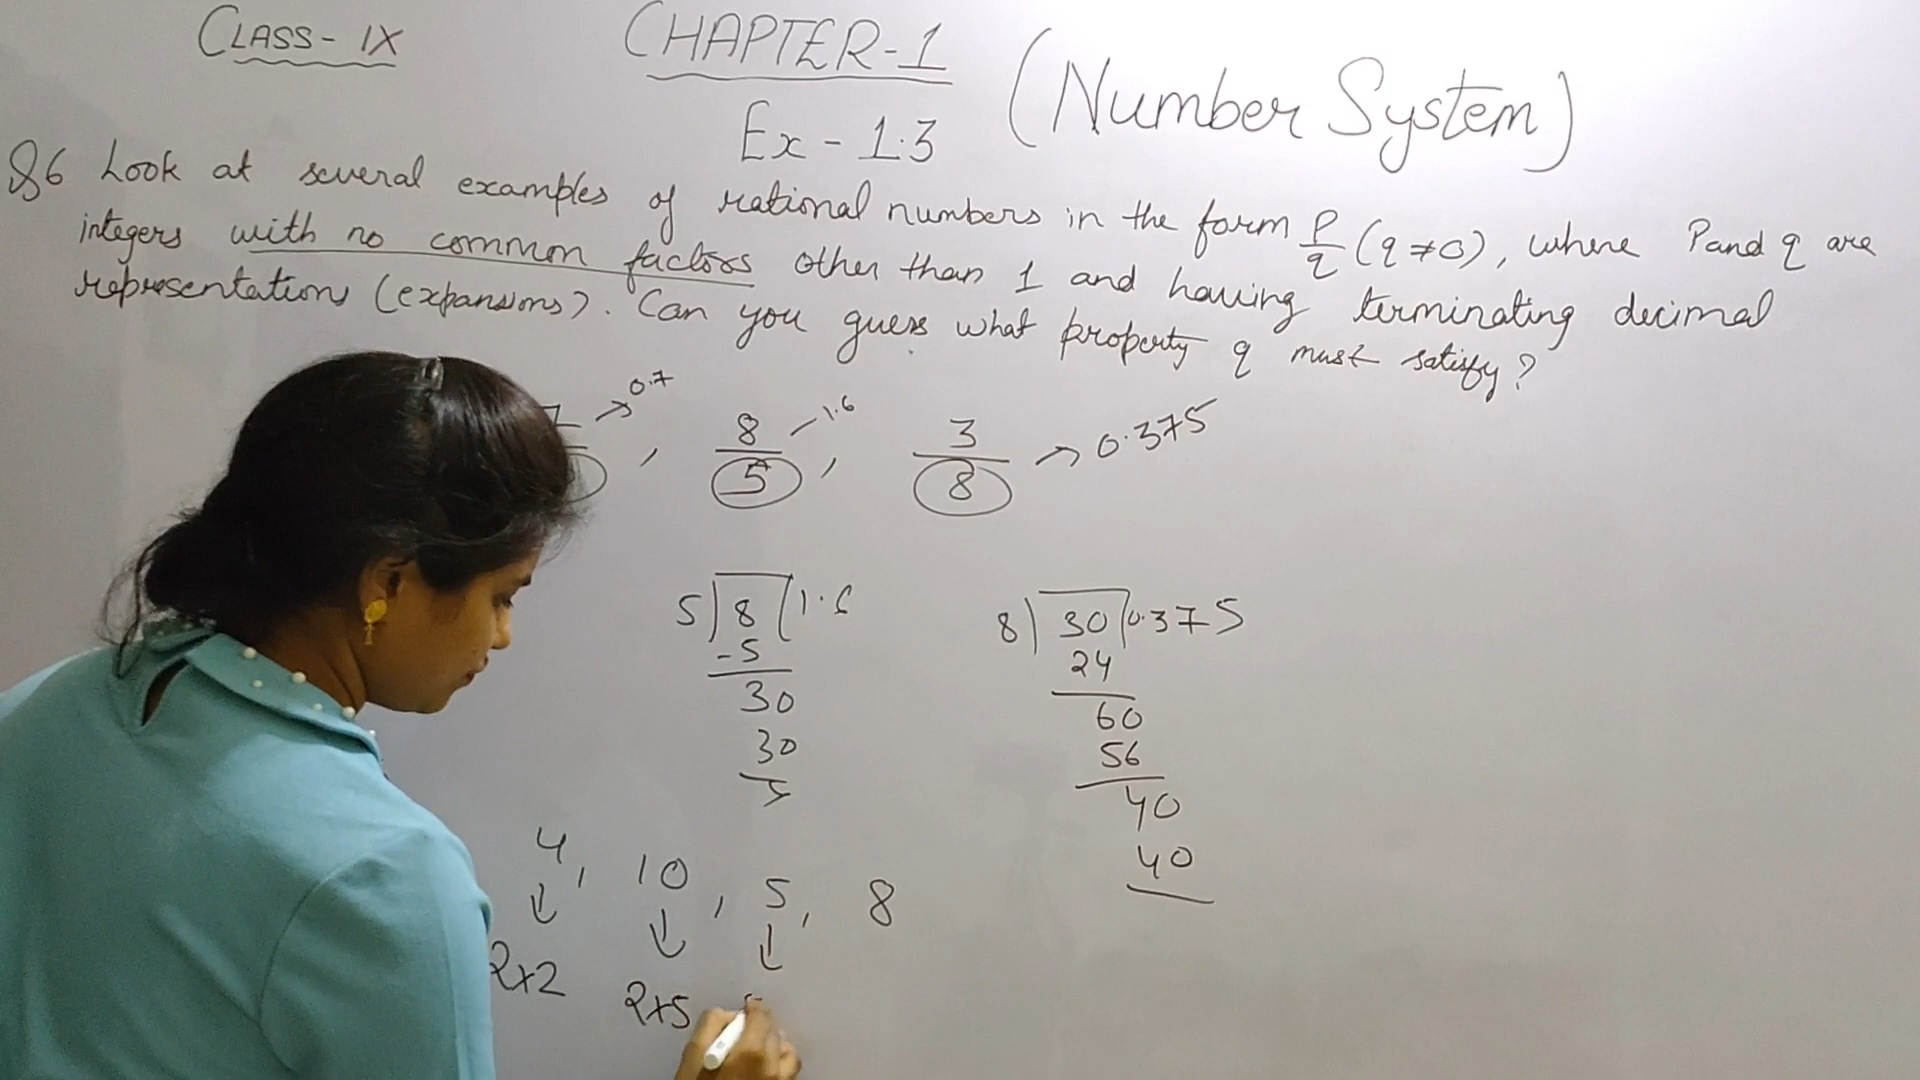 CLASS- IX
CHAPTER-1
(Number System)
Ex - 1.3
Q6 Look at several examples of rational numbers in the form P/q (q≠0), where P and q are
integers with no common factors other than 1 and having terminating decimal
representations (expansions). Can you guess what property q must satisfy?
→ 0.7 , 8/5 - 1.6 , 3/8 → 0.375
5) 8 (1.6
-5
30
30
8) 30 (0.375
24
60
56
40
40
4, 10, 5, 8
2×2 2×5